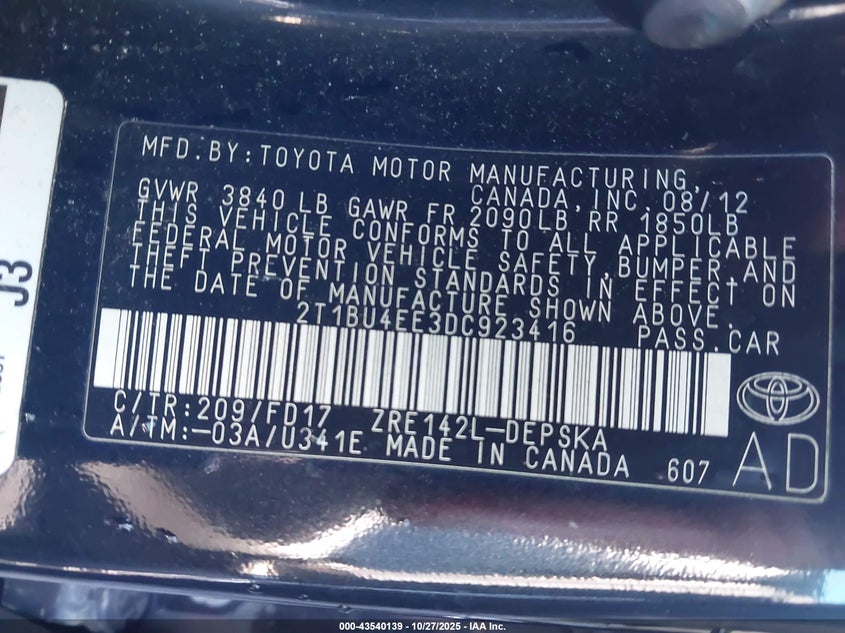 J3
MFD.BY:TOYOTA MOTOR MANUFACTURING,
CANADA,INC. 08/12
GVWR 3840 LB GAWR FR 2090LB RR 1850LB
THIS VEHICLE CONFORMS TO ALL APPLICABLE
FEDERAL MOTOR VEHICLE SAFETY,BUMPER,AND
THEFT PREVENTION STANDARDS IN EFFECT ON
THE DATE OF MANUFACTURE SHOWN ABOVE.
2T1BU4EE3DC923416 PASS.CAR
C/TR:209/FD17 ZRE142L-DEPSKA
A/TM:-03A/U341E MADE IN CANADA 607
AD
000-43540139 - 10/27/2025 - IAA Inc.